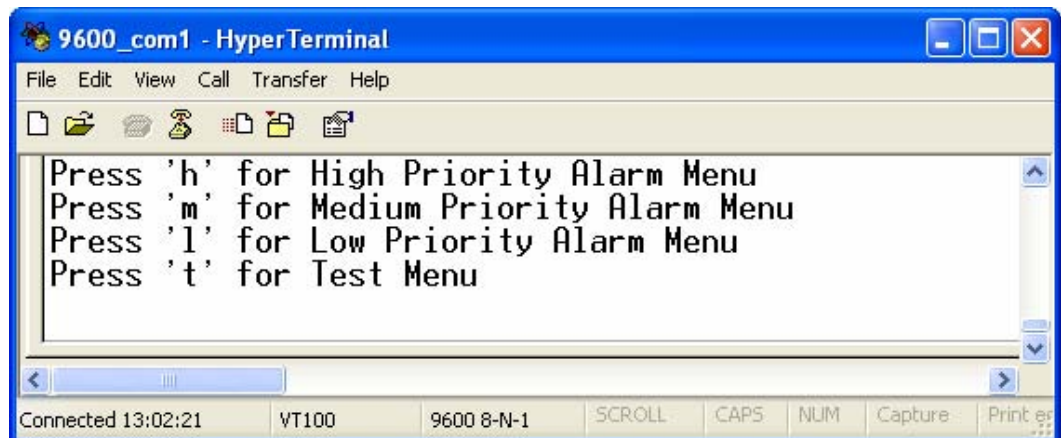 9600_com1 - HyperTerminal
File Edit View Call Transfer Help
Press 'h' for High Priority Alarm Menu
Press 'm' for Medium Priority Alarm Menu
Press 'l' for Low Priority Alarm Menu
Press 't' for Test Menu
Connected 13:02:21 VT100 9600 8-N-1 SCROLL CAPS NUM Capture Print